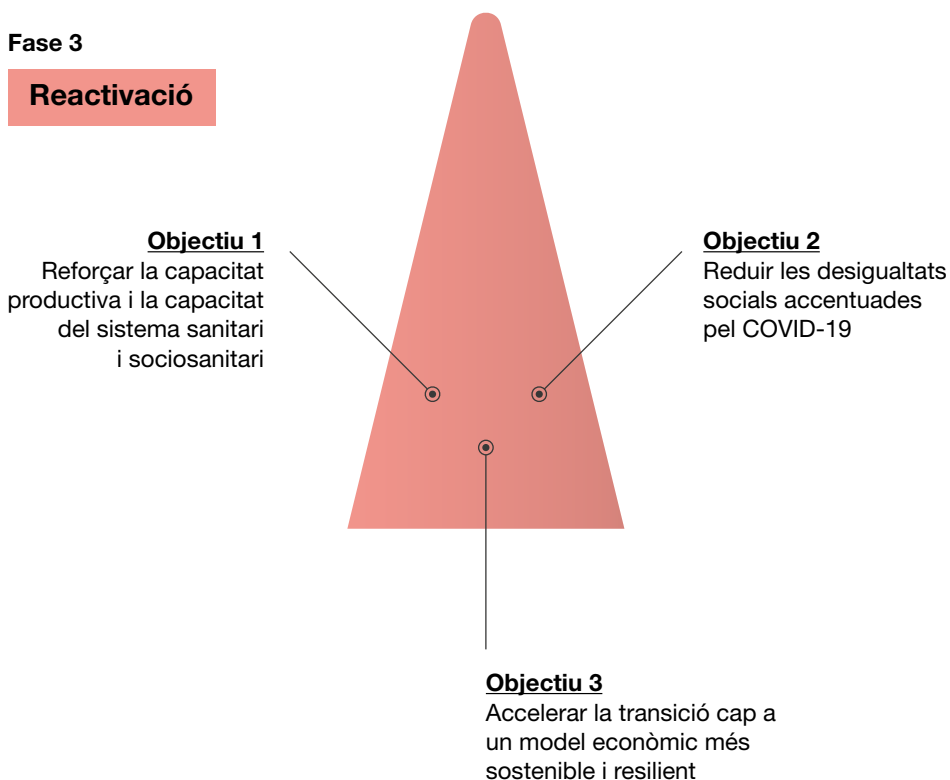 Fase 3
Reactivació
Objectiu 1
Reforçar la capacitat
productiva i la capacitat
del sistema sanitari
i sociosanitari
Objectiu 2
Reduir les desigualtats
socials accentuades
pel COVID-19
Objectiu 3
Accelerar la transició cap a
un model econòmic més
sostenible i resilient